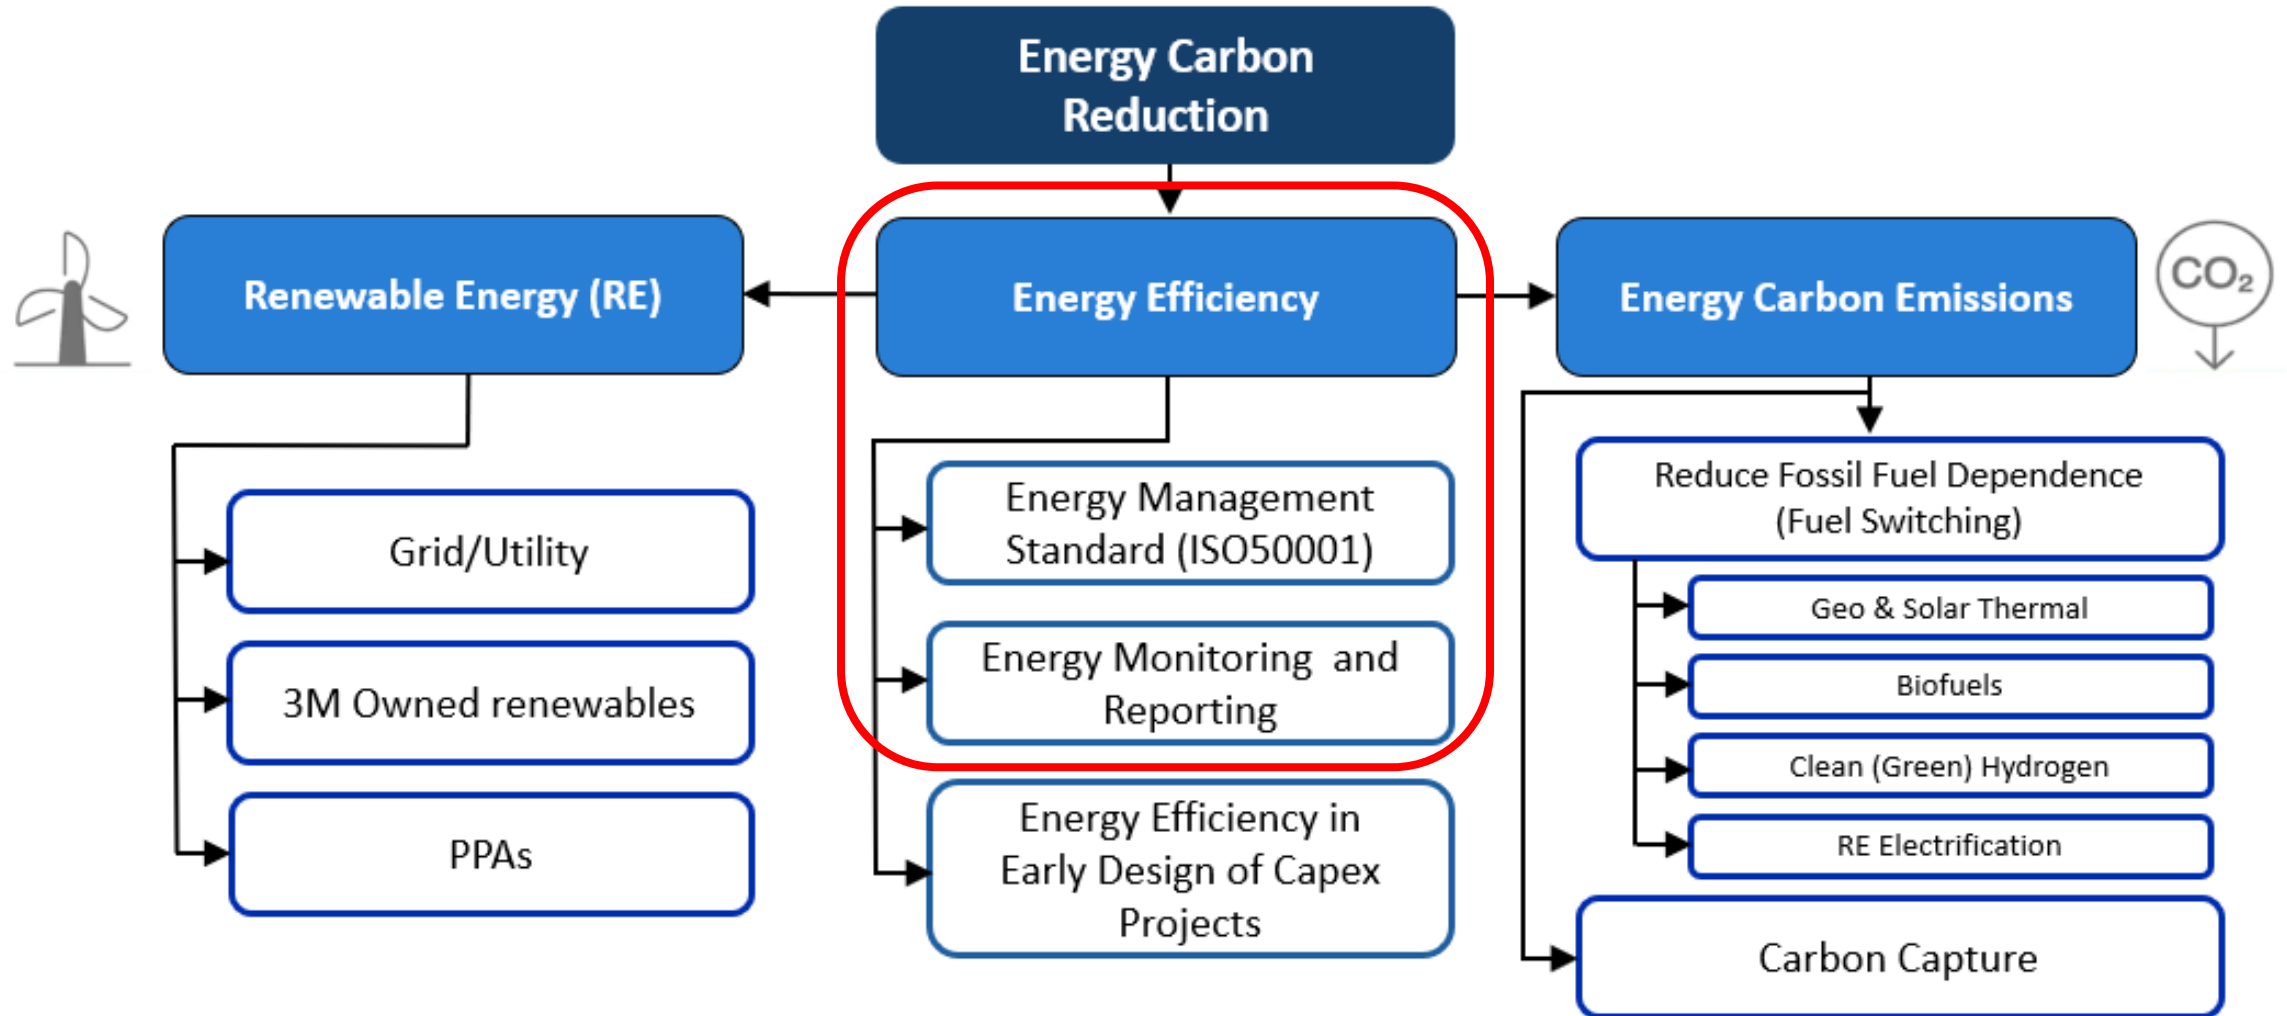 Energy Carbon
Reduction
Renewable Energy (RE)
Energy Efficiency
Energy Carbon Emissions
CO₂
Grid/Utility
3M Owned renewables
PPAs
Energy Management
Standard (ISO50001)
Energy Monitoring and
Reporting
Energy Efficiency in
Early Design of Capex
Projects
Reduce Fossil Fuel Dependence
(Fuel Switching)
Geo & Solar Thermal
Biofuels
Clean (Green) Hydrogen
RE Electrification
Carbon Capture